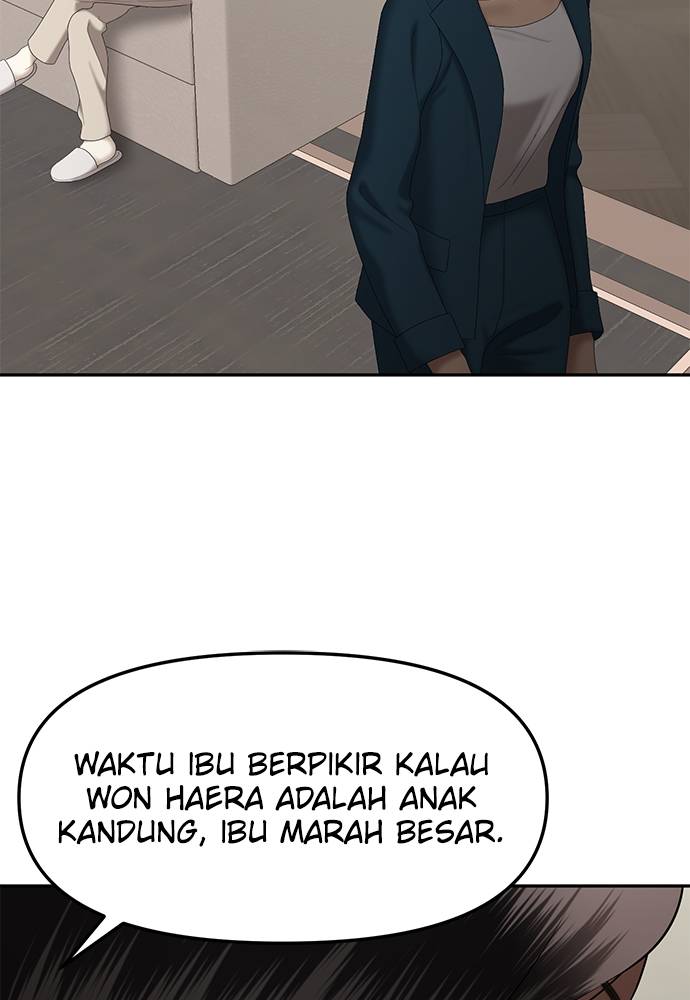 WAKTU IBU BERPIKIR KALAU
WON HAERA ADALAH ANAK
KANDUNG, IBU MARAH BESAR.